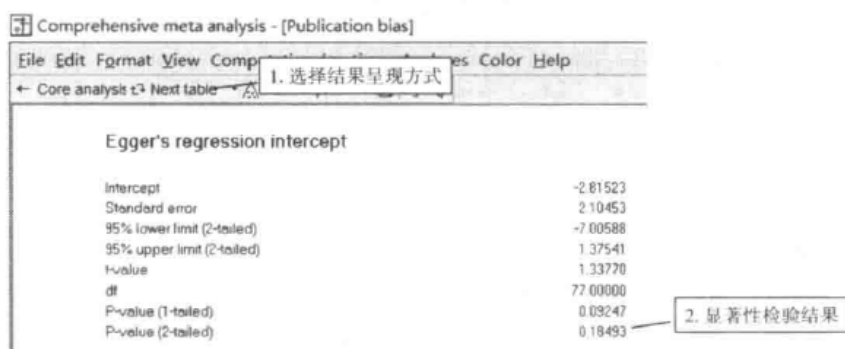 Comprehensive meta analysis - [Publication bias]
File Edit Format View Color Help
1. 选择结果呈现方式
← Core analysis Next table
Egger's regression intercept
Intercept -2.81523
Standard error 2.10453
95% lower limit (2-tailed) -7.00588
95% upper limit (2-tailed) 1.37541
t-value 1.33770
df 77.00000
P-value (1-tailed) 0.09247
P-value (2-tailed) 0.18493
2. 显著性检验结果